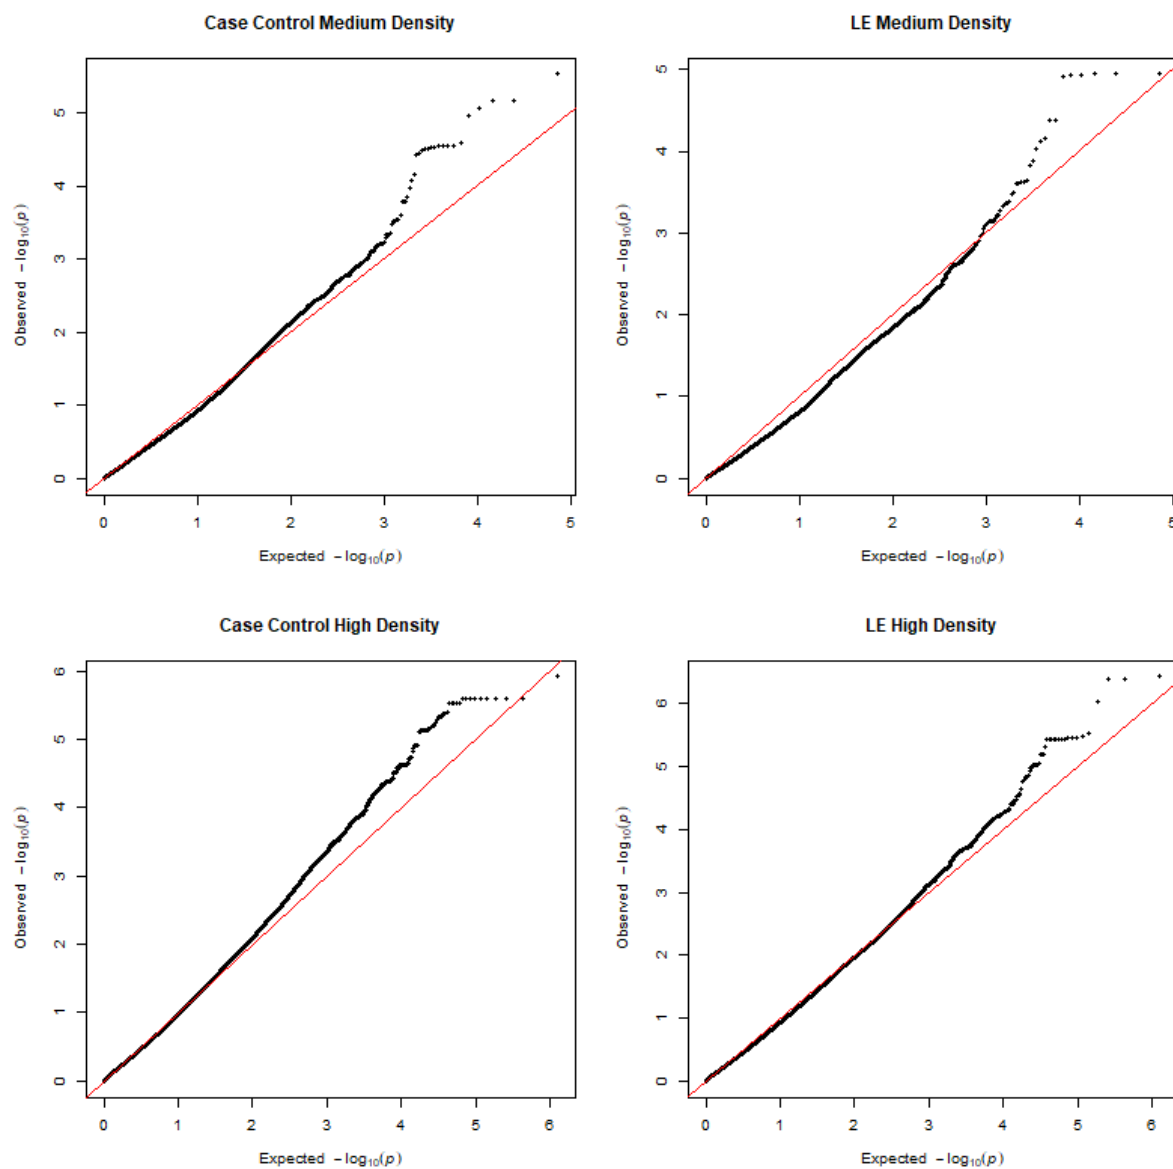 Case Control Medium Density
Observed −log10(p)
0 1 2 3 4 5
0 1 2 3 4 5
Expected −log10(p)
LE Medium Density
Observed −log10(p)
0 1 2 3 4 5
0 1 2 3 4 5
Expected −log10(p)
Case Control High Density
Observed −log10(p)
0 1 2 3 4 5 6
0 1 2 3 4 5 6
Expected −log10(p)
LE High Density
Observed −log10(p)
0 1 2 3 4 5 6
0 1 2 3 4 5 6
Expected −log10(p)